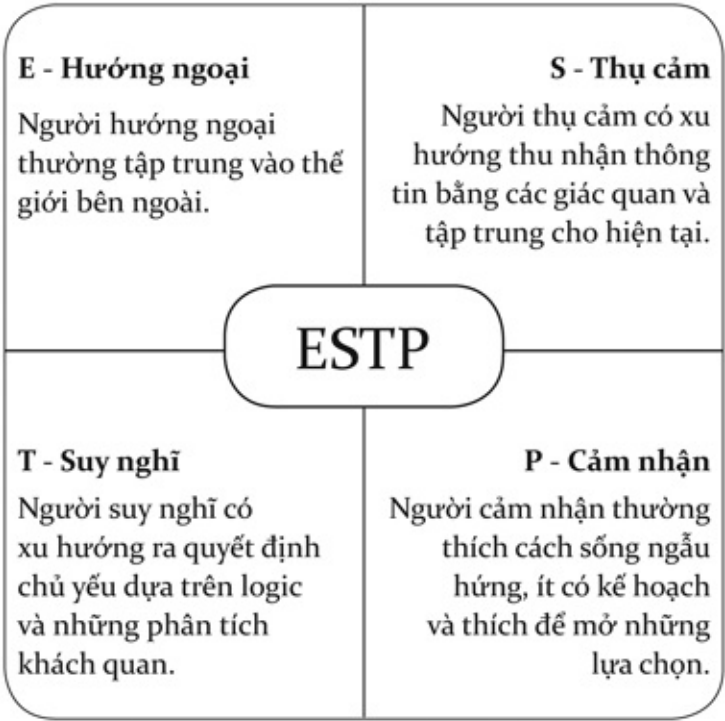 E - Hướng ngoại
Người hướng ngoại
thường tập trung vào thế
giới bên ngoài.
S - Thụ cảm
Người thụ cảm có xu
hướng thu nhận thông
tin bằng các giác quan và
tập trung cho hiện tại.
ESTP
T - Suy nghĩ
Người suy nghĩ có
xu hướng ra quyết định
chủ yếu dựa trên logic
và những phân tích
khách quan.
P - Cảm nhận
Người cảm nhận thường
thích cách sống ngẫu
hứng, ít có kế hoạch
và thích để mở những
lựa chọn.